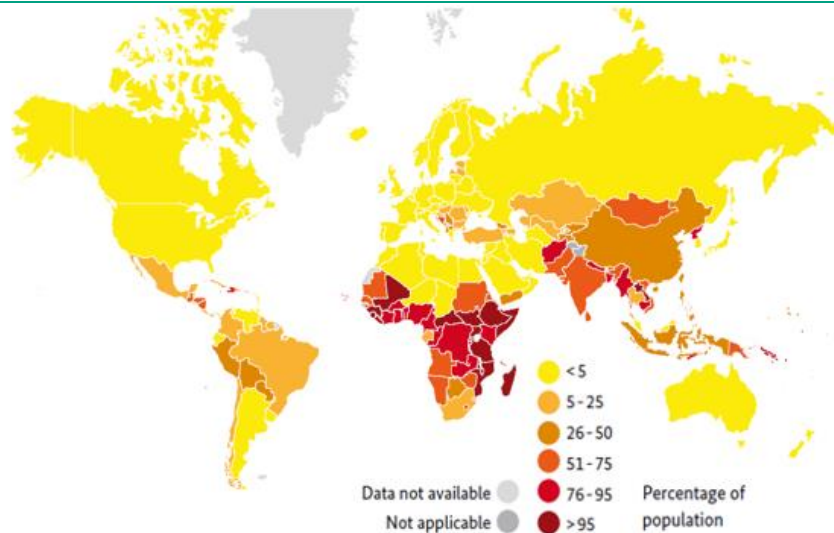 <5
5-25
26-50
51-75
Data not available 76-95 Percentage of
Not applicable >95 population